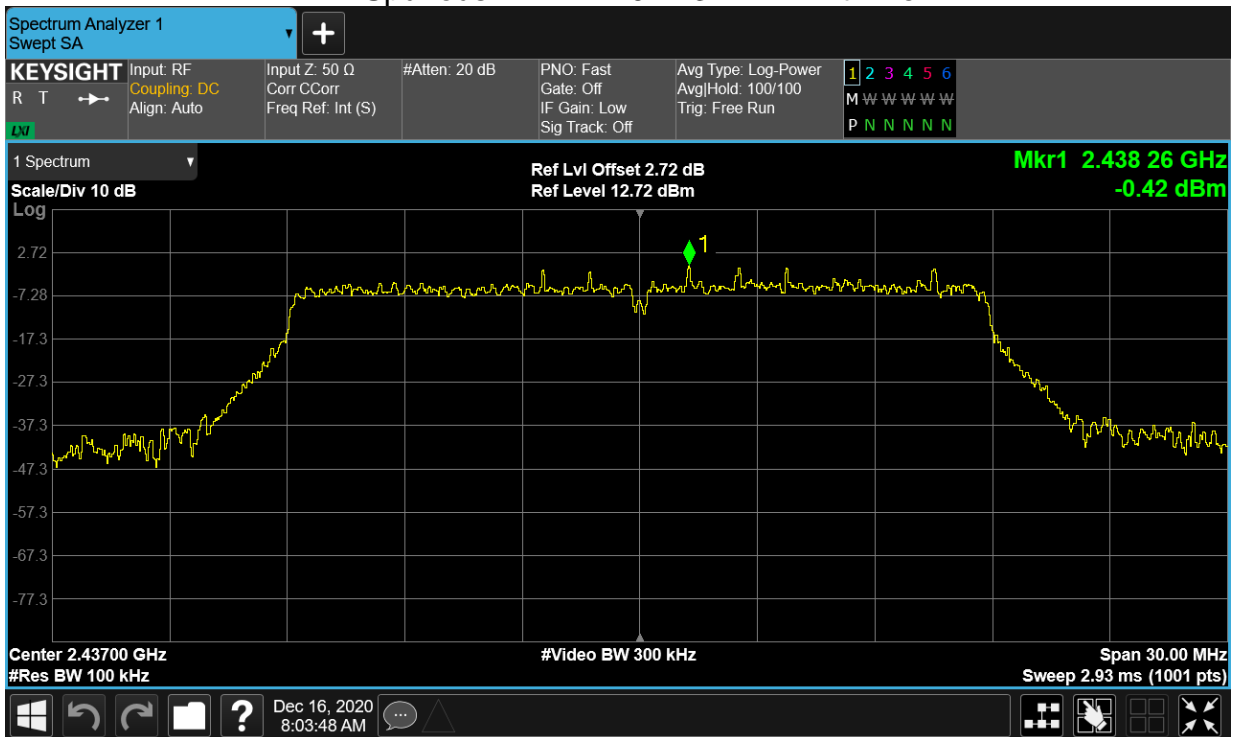 Spectrum Analyzer 1
Swept SA
KEYSIGHT
R T
LXI
Input: RF
Coupling: DC
Align: Auto
Input Z: 50 Ω
Corr CCorr
Freq Ref: Int (S)
#Atten: 20 dB
PNO: Fast
Gate: Off
IF Gain: Low
Sig Track: Off
Avg Type: Log-Power
Avg|Hold: 100/100
Trig: Free Run
1 2 3 4 5 6
M W W W W W
P N N N N N
1 Spectrum
Scale/Div 10 dB
Log
Ref Lvl Offset 2.72 dB
Ref Level 12.72 dBm
Mkr1 2.438 26 GHz
-0.42 dBm
1
2.72
-7.28
-17.3
-27.3
-37.3
-47.3
-57.3
-67.3
-77.3
Center 2.43700 GHz
#Res BW 100 kHz
#Video BW 300 kHz
Span 30.00 MHz
Sweep 2.93 ms (1001 pts)
?
Dec 16, 2020
8:03:48 AM